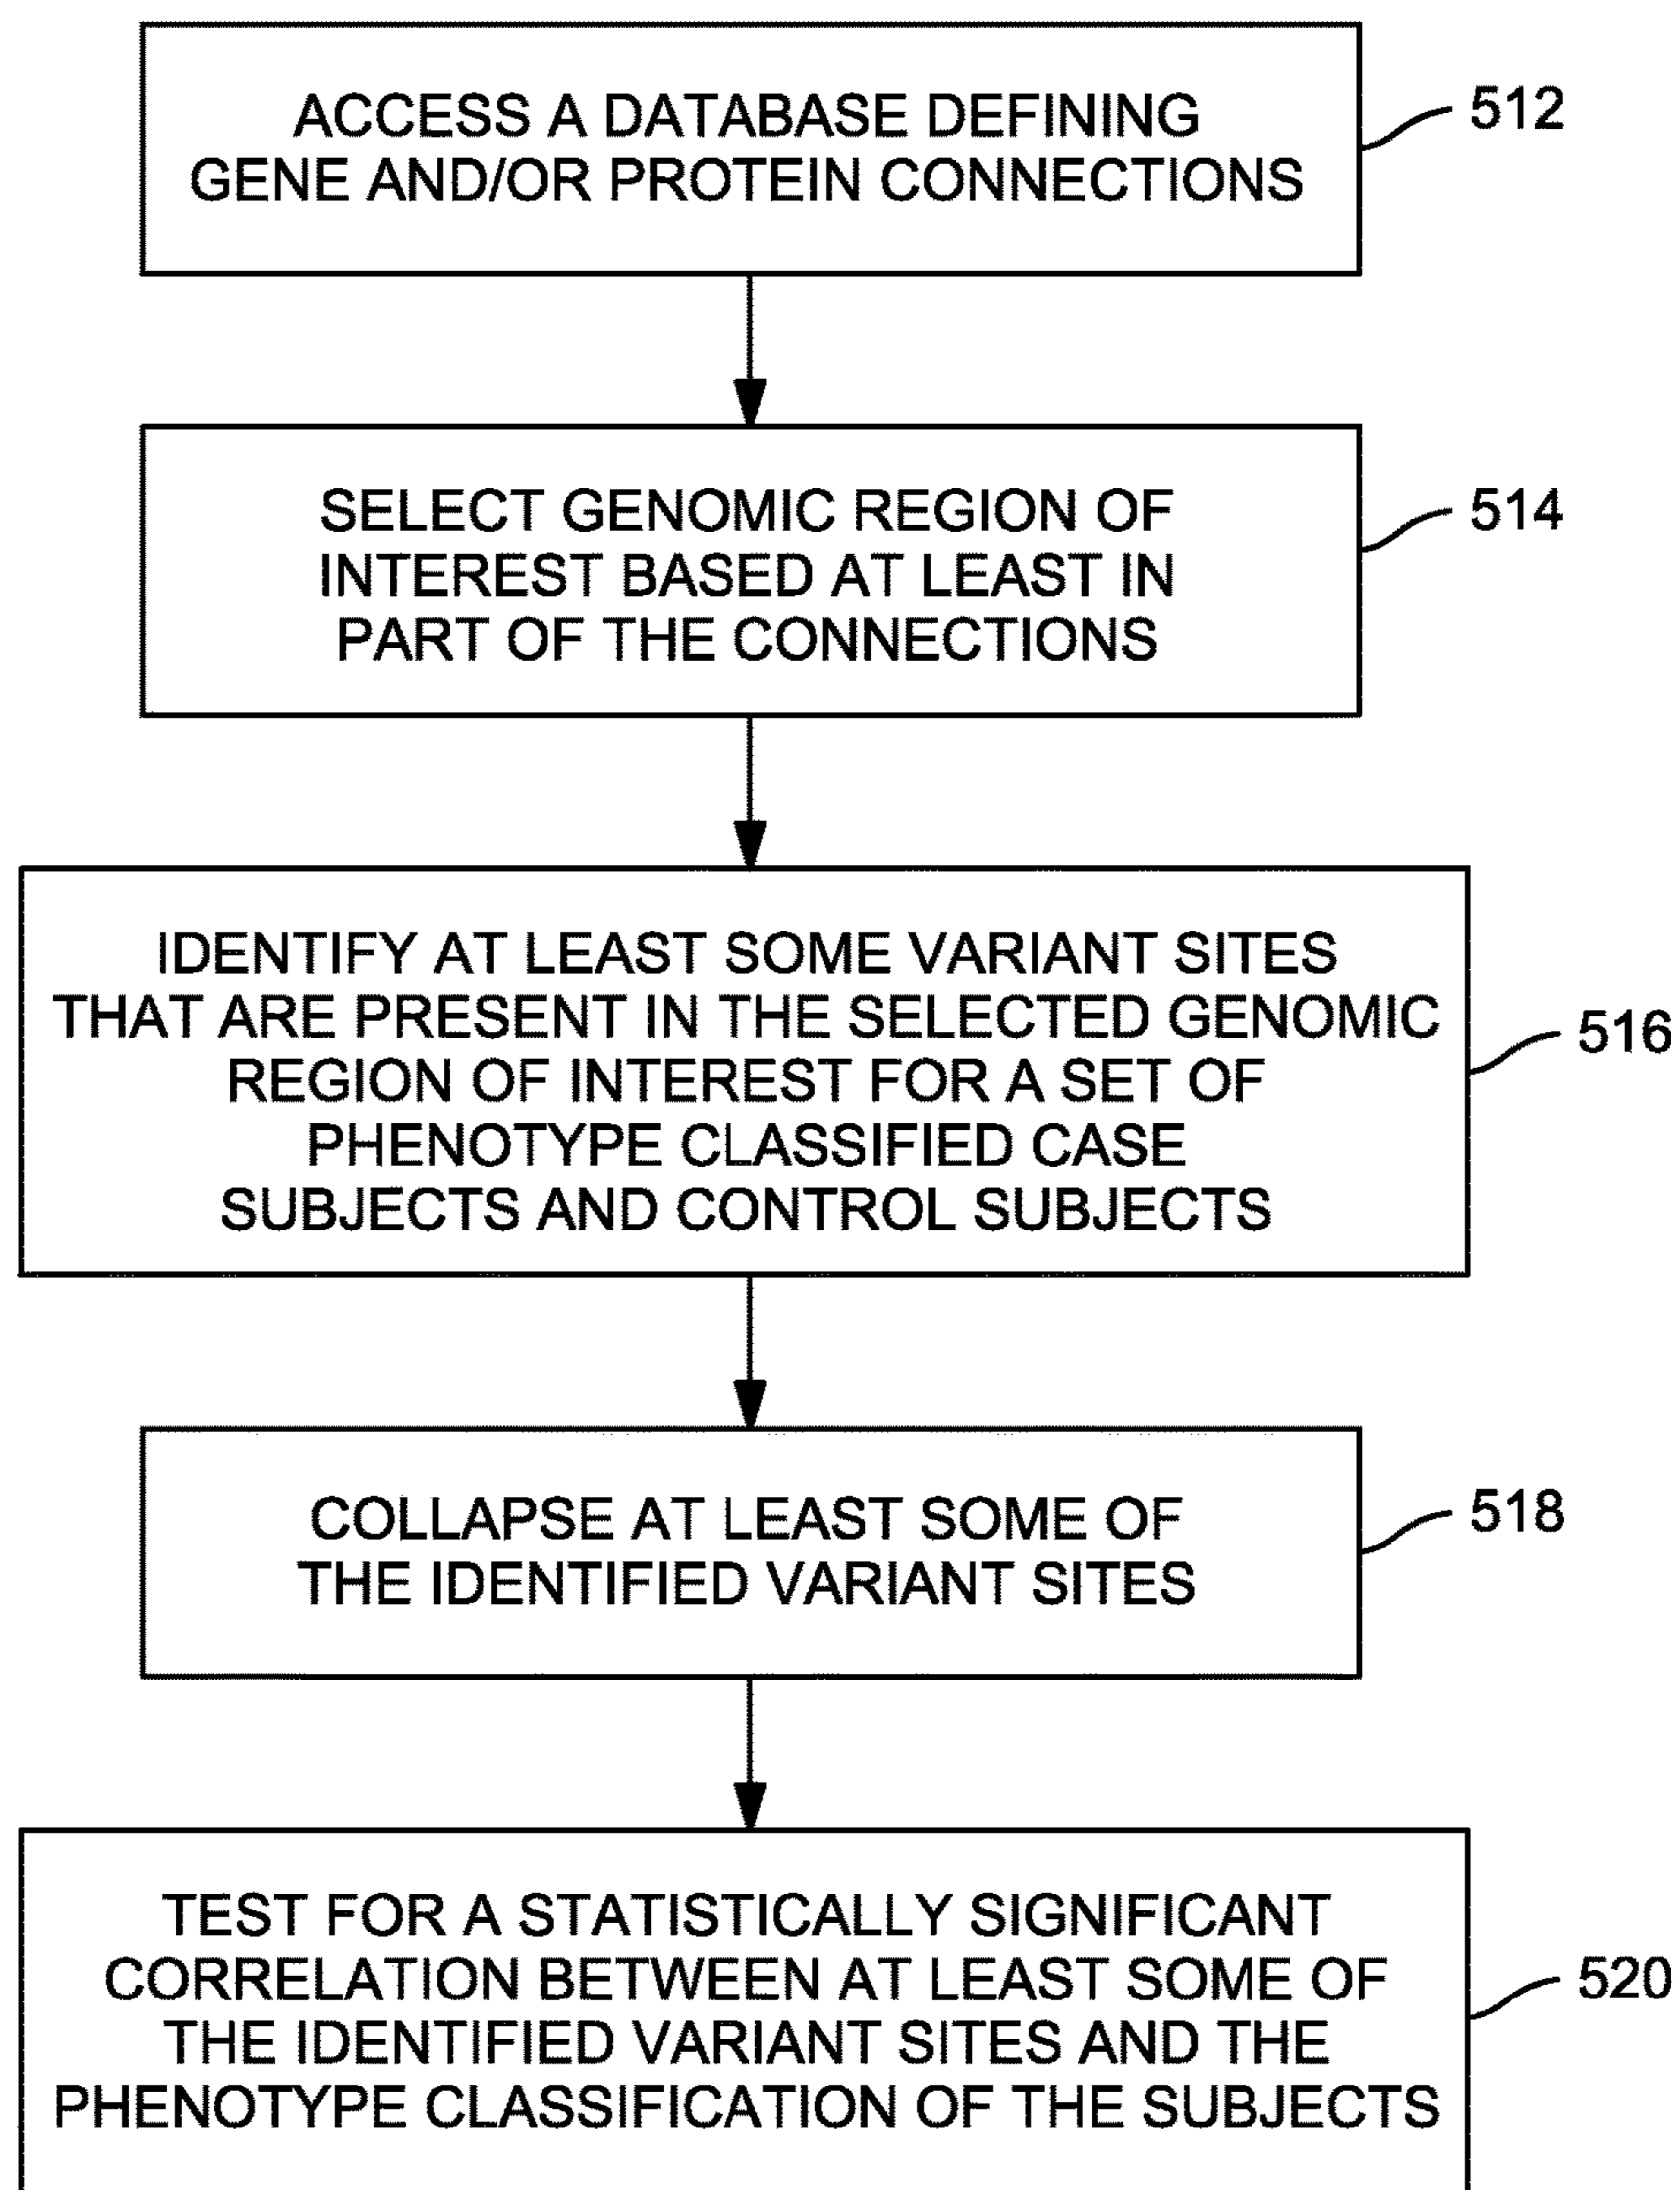 ACCESS A DATABASE DEFINING
GENE AND/OR PROTEIN CONNECTIONS
512
SELECT GENOMIC REGION OF
INTEREST BASED AT LEAST IN
PART OF THE CONNECTIONS
514
IDENTIFY AT LEAST SOME VARIANT SITES
THAT ARE PRESENT IN THE SELECTED GENOMIC
REGION OF INTEREST FOR A SET OF
PHENOTYPE CLASSIFIED CASE
SUBJECTS AND CONTROL SUBJECTS
516
COLLAPSE AT LEAST SOME OF
THE IDENTIFIED VARIANT SITES
518
TEST FOR A STATISTICALLY SIGNIFICANT
CORRELATION BETWEEN AT LEAST SOME OF
THE IDENTIFIED VARIANT SITES AND THE
PHENOTYPE CLASSIFICATION OF THE SUBJECTS
520